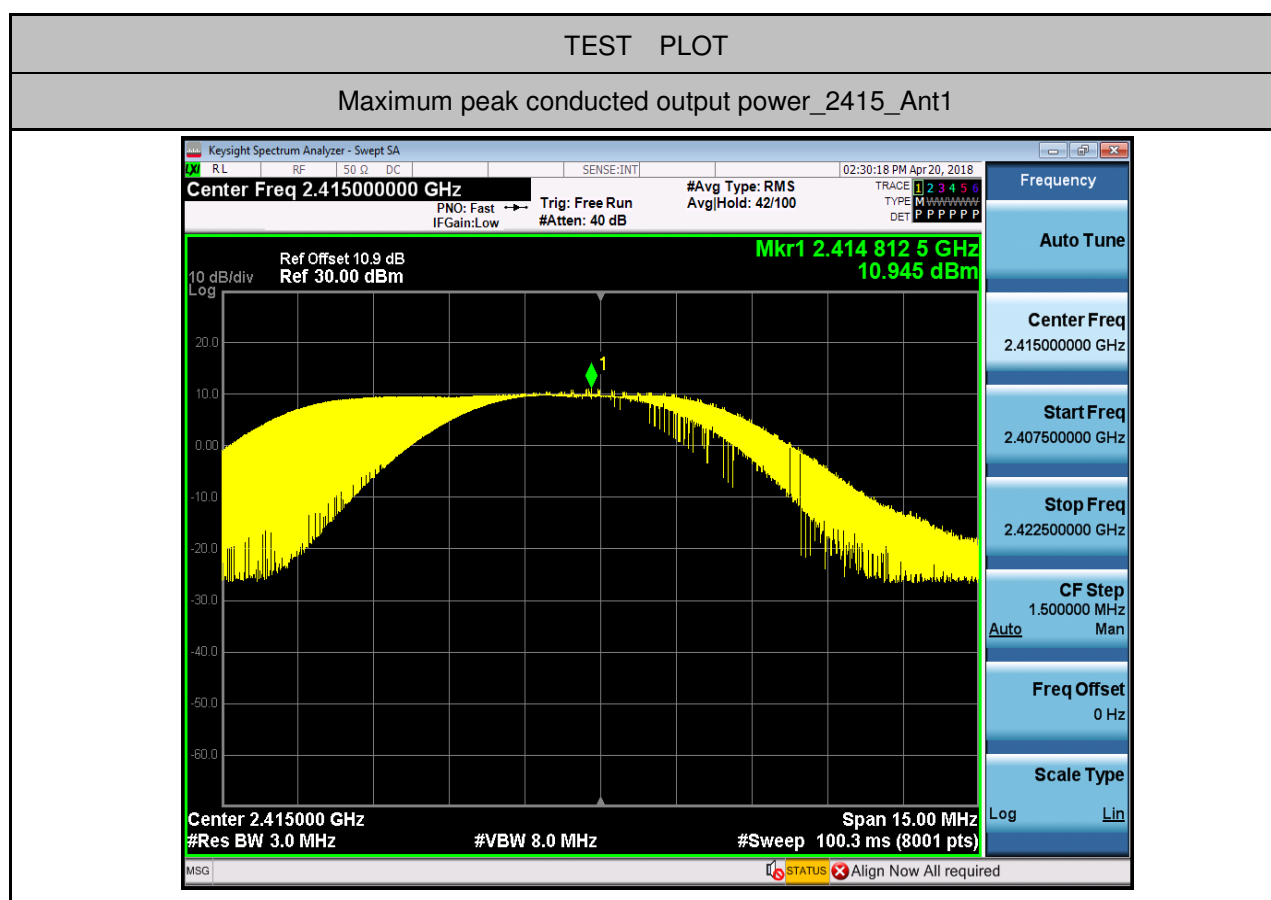 TEST PLOT
Maximum peak conducted output power_2415_Ant1
Keysight Spectrum Analyzer - Swept SA
LXI RL RF 50 Ω DC SENSE:INT 02:30:18 PM Apr 20, 2018
Center Freq 2.415000000 GHz
PNO: Fast
IFGain:Low
Trig: Free Run
#Atten: 40 dB
#Avg Type: RMS
Avg|Hold: 42/100
TRACE 1 2 3 4 5 6
TYPE M WWWWW
DET P P P P P P
Mkr1 2.414 812 5 GHz
10.945 dBm
Ref Offset 10.9 dB
10 dB/div Ref 30.00 dBm
Log
20.0
10.0
0.00
-10.0
-20.0
-30.0
-40.0
-50.0
-60.0
1
Center 2.415000 GHz Span 15.00 MHz
#Res BW 3.0 MHz #VBW 8.0 MHz #Sweep 100.3 ms (8001 pts)
Frequency
Auto Tune
Center Freq
2.415000000 GHz
Start Freq
2.407500000 GHz
Stop Freq
2.422500000 GHz
CF Step
1.500000 MHz
Auto Man
Freq Offset
0 Hz
Scale Type
Log Lin
MSG STATUS Align Now All required